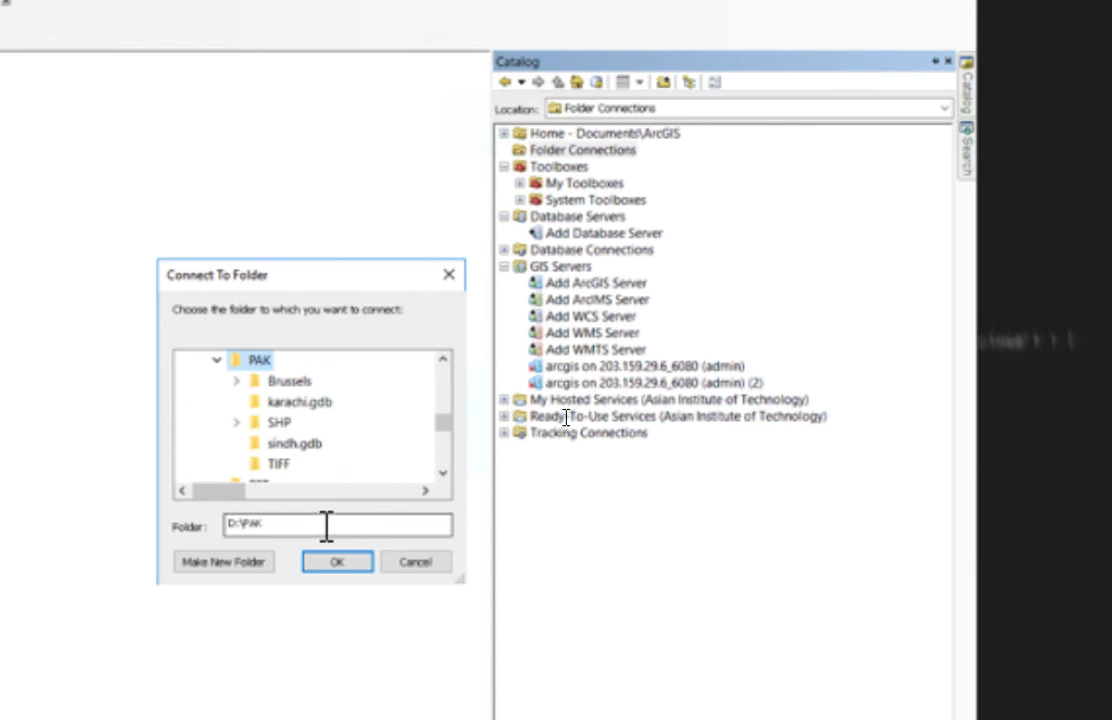 Catalog
Location: Folder Connections
Home - Documents\ArcGIS
Folder Connections
Toolboxes
My Toolboxes
System Toolboxes
Database Servers
Add Database Server
Database Connections
GIS Servers
Add ArcGIS Server
Add ArcIMS Server
Add WCS Server
Add WMS Server
Add WMTS Server
arcgis on 203.159.29.6_6080 (admin)
arcgis on 203.159.29.6_6080 (admin) (2)
My Hosted Services (Asian Institute of Technology)
Ready-To-Use Services (Asian Institute of Technology)
Tracking Connections
Catalog
Search
Connect To Folder
Choose the folder to which you want to connect:
PAK
Brussels
karachi.gdb
SHP
sindh.gdb
TIFF
Folder: D:\PAK
Make New Folder
OK
Cancel